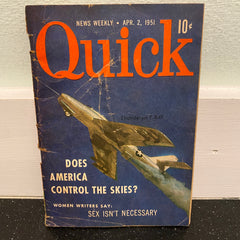 NEWS WEEKLY • APR. 2, 1951
10¢
Quick
DOES
AMERICA
CONTROL THE SKIES?
WOMEN WRITERS SAY:
SEX ISN'T NECESSARY